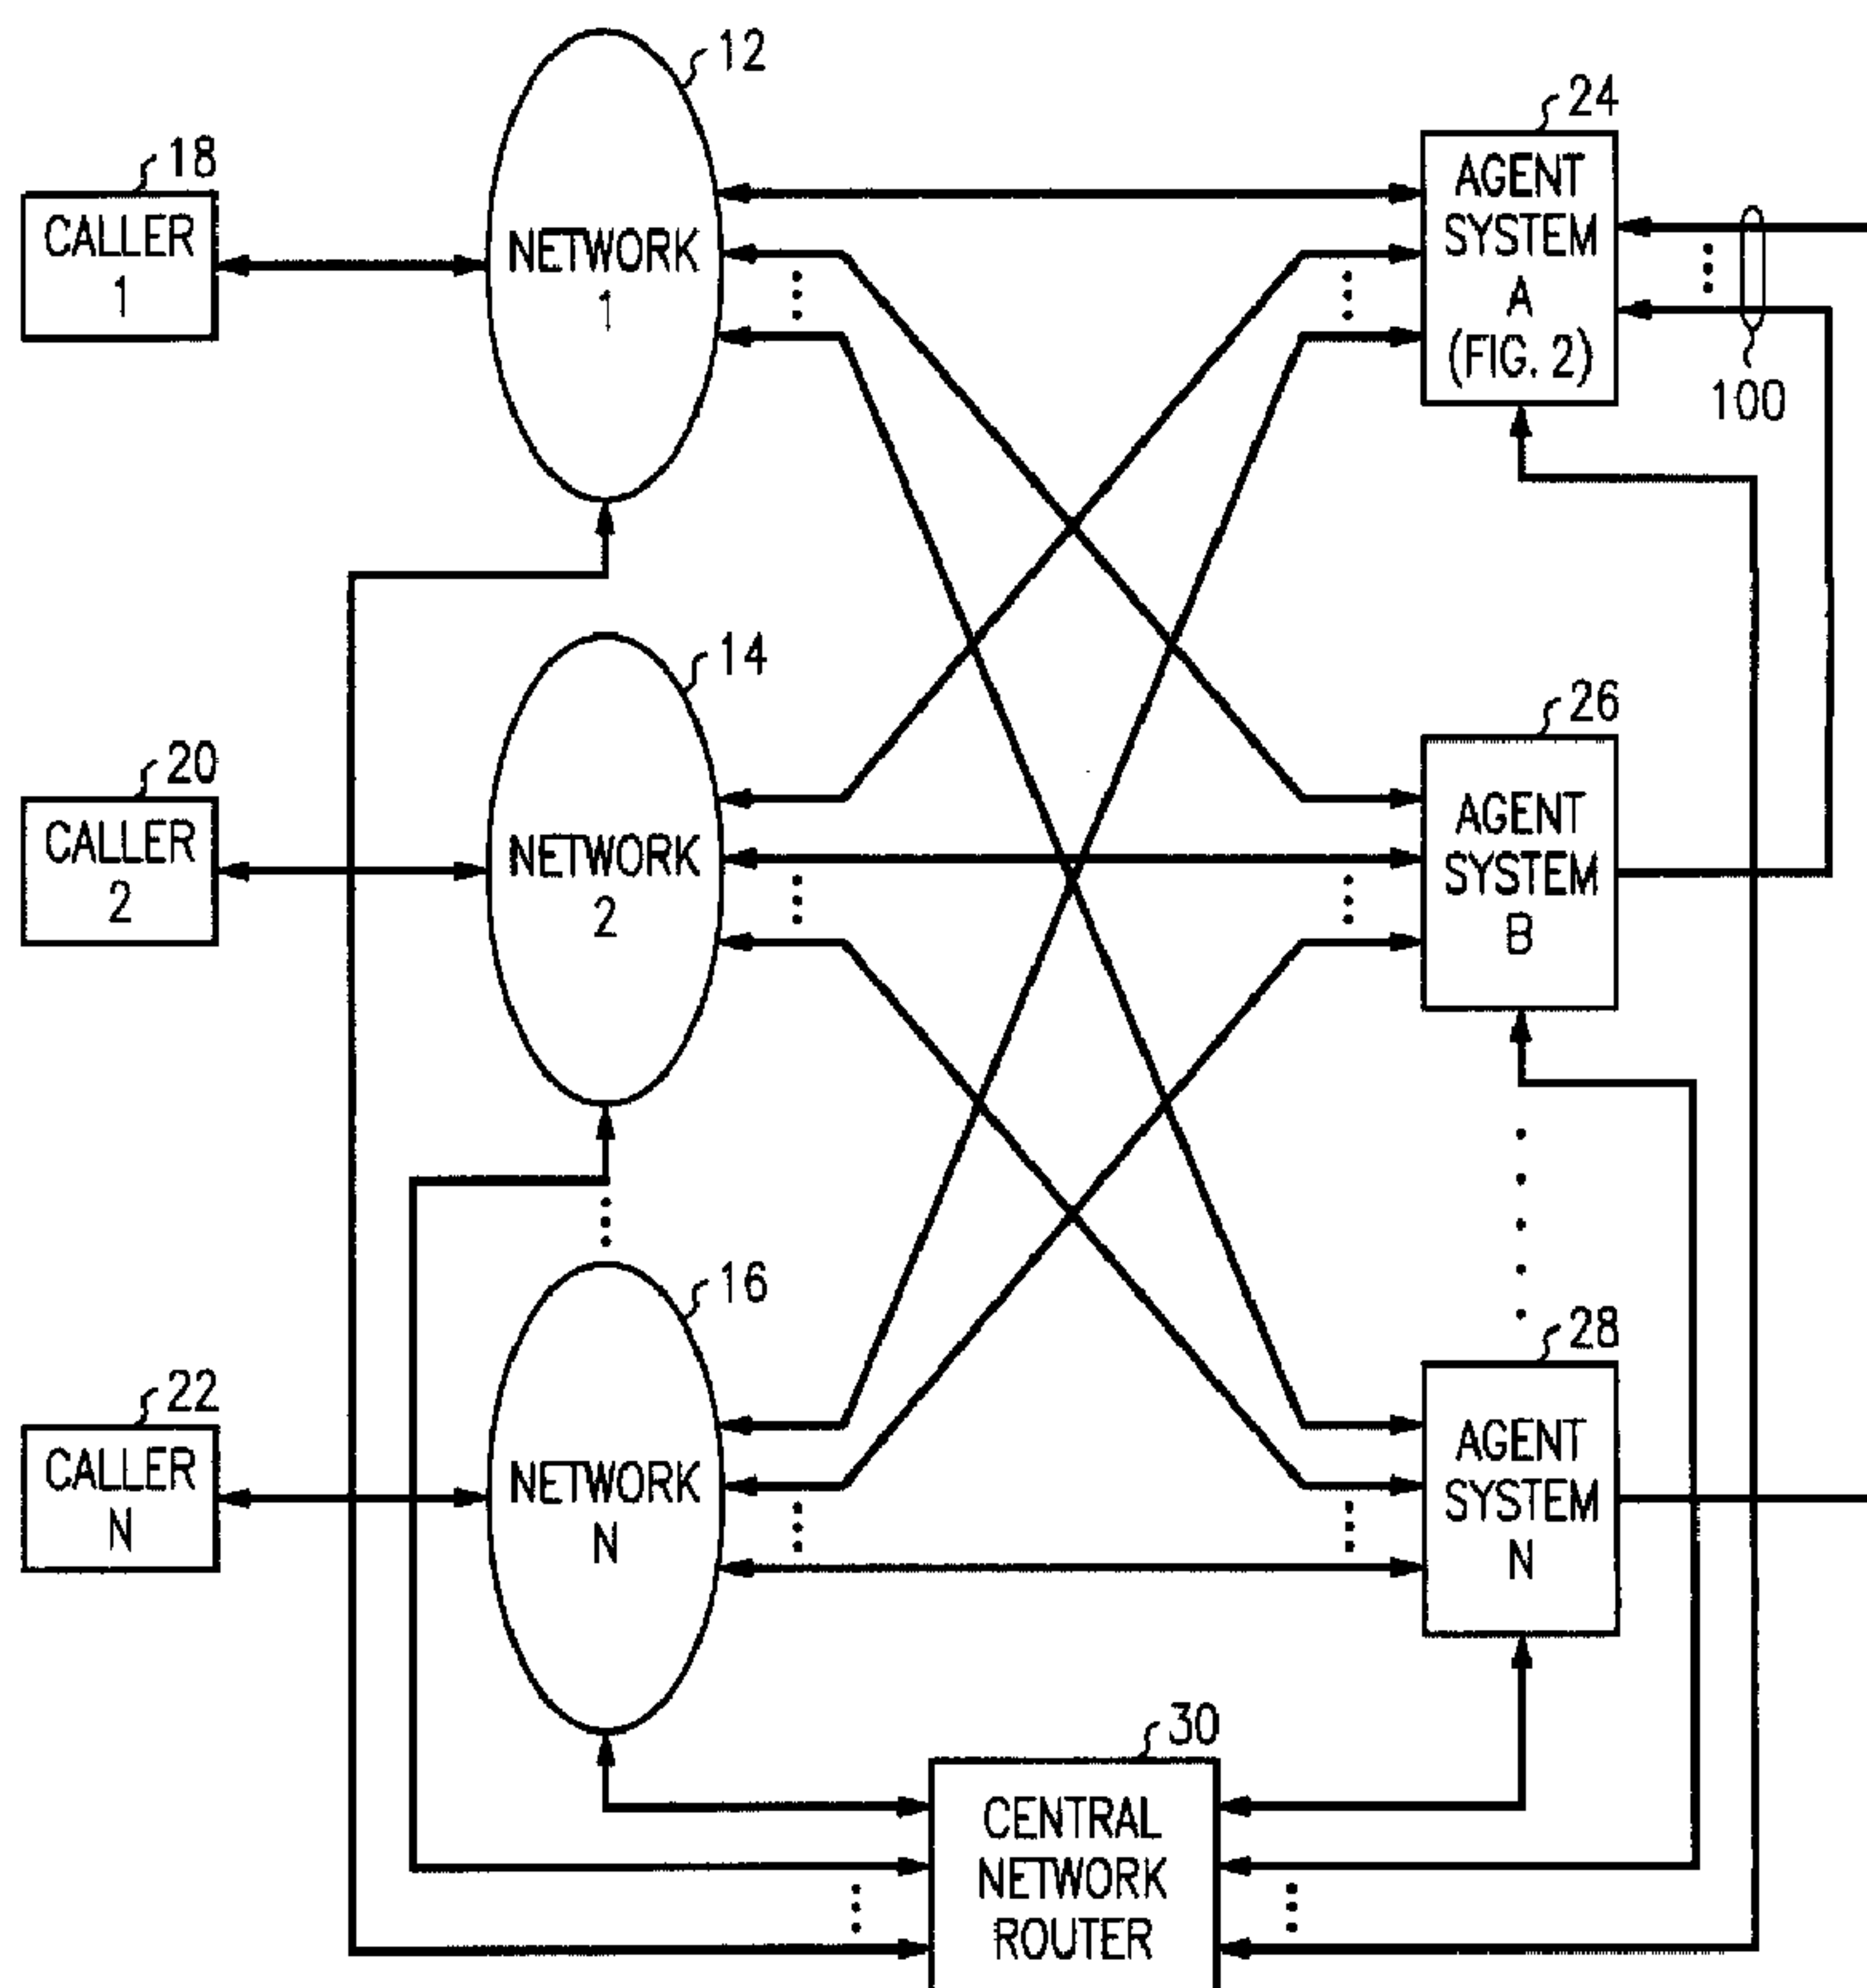 12
24
18
CALLER
1
NETWORK
1
AGENT
SYSTEM
A
(FIG. 2)
100
14
26
20
CALLER
2
NETWORK
2
AGENT
SYSTEM
B
16
28
22
CALLER
N
NETWORK
N
AGENT
SYSTEM
N
30
CENTRAL
NETWORK
ROUTER